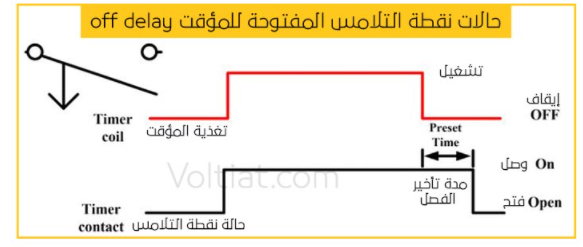 حالات نقطة التلامس المفتوحة للمؤقت off delay
تشغيل
إيقاف
OFF
Timer
coil
تغذية المؤقت
Preset
Time
وصل On
Voltiat.com
مدة تأخير
الفصل
فتح Open
Timer
contact حالة نقطة التلامس